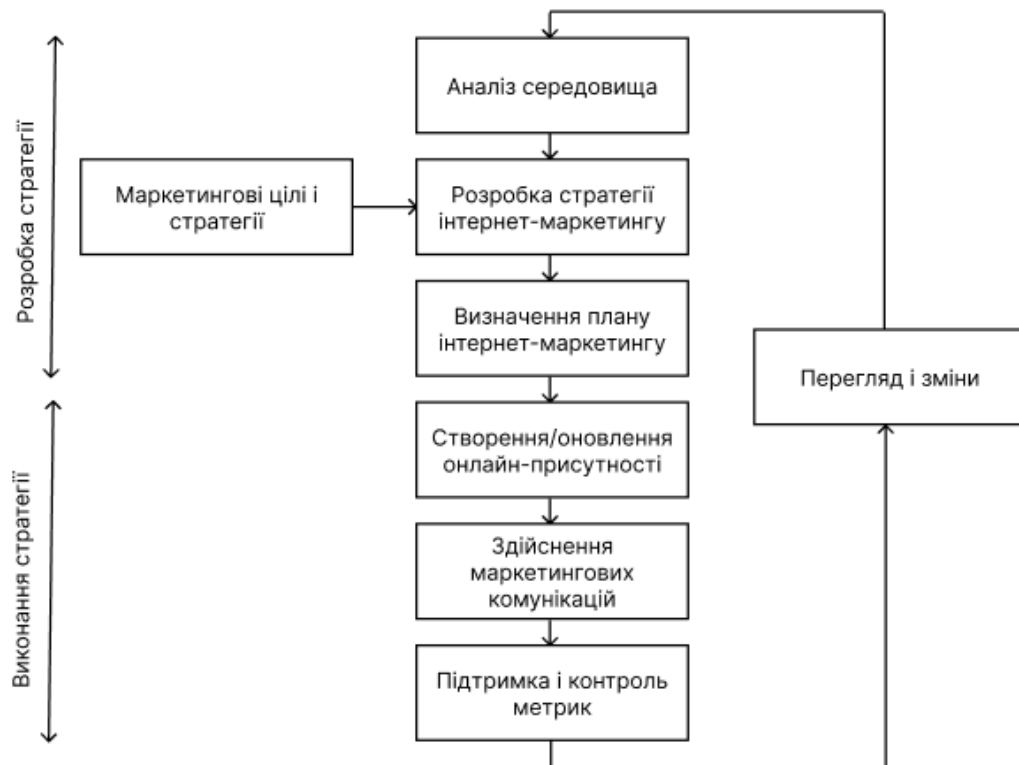 Розробка стратегії
Аналіз середовища
Маркетингові цілі і
стратегії
Розробка стратегії
інтернет-маркетингу
Визначення плану
інтернет-маркетингу
Перегляд і зміни
Виконання стратегії
Створення/оновлення
онлайн-присутності
Здійснення
маркетингових
комунікацій
Підтримка і контроль
метрик